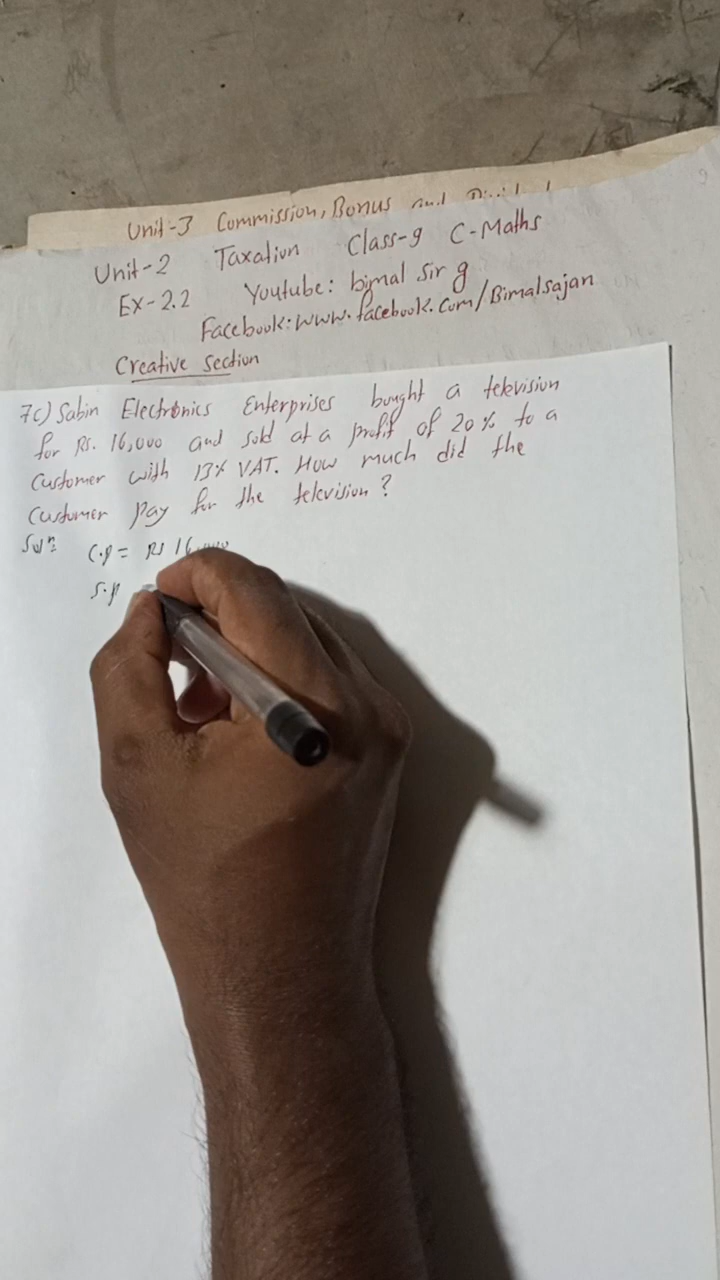 Unit-3 Commission, Bonus and
Unit-2 Taxation Class-9 C-Maths
Ex-2.2 Youtube: bimal sir g
Facebook: www.facebook.com/Bimalsajan
Creative section
7c) Sabin Electronics Enterprises bought a television
for Rs. 16,000 and sold at a profit of 20% to a
Customer with 13% VAT. How much did the
Customer pay for the television?
Solⁿ: C.P = Rs 16,000
S.P